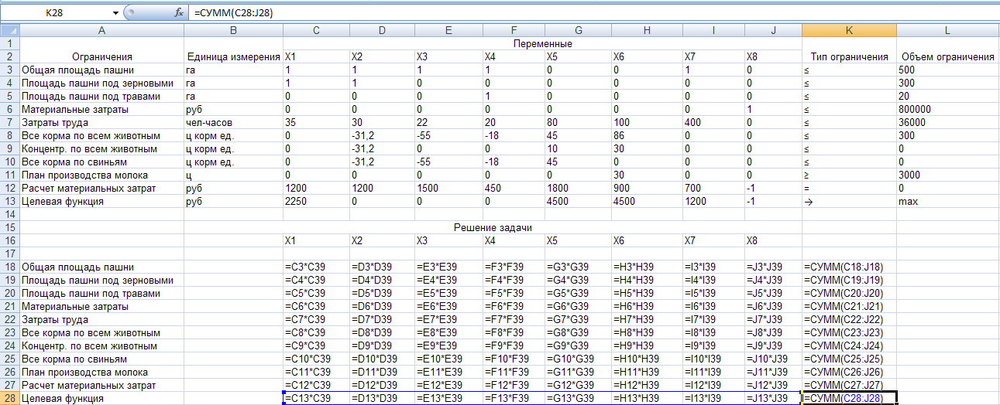 K28 fx =СУММ(C28:J28)
A B C D E F G H I J K L
1 Переменные
2 Ограничения Единица измерения X1 X2 X3 X4 X5 X6 X7 X8 Тип ограничения Объем ограничения
3 Общая площадь пашни га 1 1 1 1 0 0 1 0 ≤ 500
4 Площадь пашни под зерновыми га 1 1 0 0 0 0 0 0 ≤ 300
5 Площадь пашни под травами га 0 0 0 1 0 0 0 0 ≤ 20
6 Материальные затраты руб 0 0 0 0 0 0 0 1 ≤ 800000
7 Затраты труда чел-часов 35 30 22 20 80 100 400 0 ≤ 36000
8 Все корма по всем животным ц корм ед. 0 -31,2 -55 -18 45 86 0 0 ≤ 300
9 Концентр. по всем животным ц корм ед. 0 -31,2 0 0 10 30 0 0 ≤ 0
10 Все корма по свиньям ц корм ед. 0 -31,2 -55 -18 45 0 0 0 ≤ 0
11 План производства молока ц 0 0 0 0 0 30 0 0 ≥ 3000
12 Расчет материальных затрат руб 1200 1200 1500 450 1800 900 700 -1 = 0
13 Целевая функция руб 2250 0 0 0 4500 4500 1200 -1 → max
14
15 Решение задачи
16 X1 X2 X3 X4 X5 X6 X7 X8
17
18 Общая площадь пашни =C3*C39 =D3*D39 =E3*E39 =F3*F39 =G3*G39 =H3*H39 =I3*I39 =J3*J39 =СУММ(C18:J18)
19 Площадь пашни под зерновыми =C4*C39 =D4*D39 =E4*E39 =F4*F39 =G4*G39 =H4*H39 =I4*I39 =J4*J39 =СУММ(C19:J19)
20 Площадь пашни под травами =C5*C39 =D5*D39 =E5*E39 =F5*F39 =G5*G39 =H5*H39 =I5*I39 =J5*J39 =СУММ(C20:J20)
21 Материальные затраты =C6*C39 =D6*D39 =E6*E39 =F6*F39 =G6*G39 =H6*H39 =I6*I39 =J6*J39 =СУММ(C21:J21)
22 Затраты труда =C7*C39 =D7*D39 =E7*E39 =F7*F39 =G7*G39 =H7*H39 =I7*I39 =J7*J39 =СУММ(C22:J22)
23 Все корма по всем животным =C8*C39 =D8*D39 =E8*E39 =F8*F39 =G8*G39 =H8*H39 =I8*I39 =J8*J39 =СУММ(C23:J23)
24 Концентр. по всем животным =C9*C39 =D9*D39 =E9*E39 =F9*F39 =G9*G39 =H9*H39 =I9*I39 =J9*J39 =СУММ(C24:J24)
25 Все корма по свиньям =C10*C39 =D10*D39 =E10*E39 =F10*F39 =G10*G39 =H10*H39 =I10*I39 =J10*J39 =СУММ(C25:J25)
26 План производства молока =C11*C39 =D11*D39 =E11*E39 =F11*F39 =G11*G39 =H11*H39 =I11*I39 =J11*J39 =СУММ(C26:J26)
27 Расчет материальных затрат =C12*C39 =D12*D39 =E12*E39 =F12*F39 =G12*G39 =H12*H39 =I12*I39 =J12*J39 =СУММ(C27:J27)
28 Целевая функция =C13*C39 =D13*D39 =E13*E39 =F13*F39 =G13*G39 =H13*H39 =I13*I39 =J13*J39 =СУММ(C28:J28)